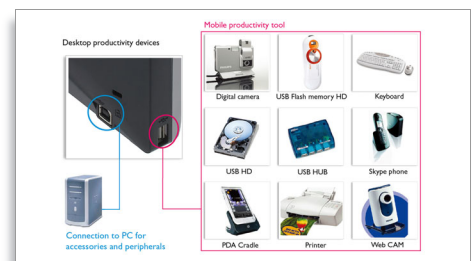 Mobile productivity tool
Desktop productivity devices
Digital camera
USB Flash memory HD
Keyboard
USB HD
USB HUB
Skype phone
Connection to PC for
accessories and peripherals
PDA Cradle
Printer
Web CAM